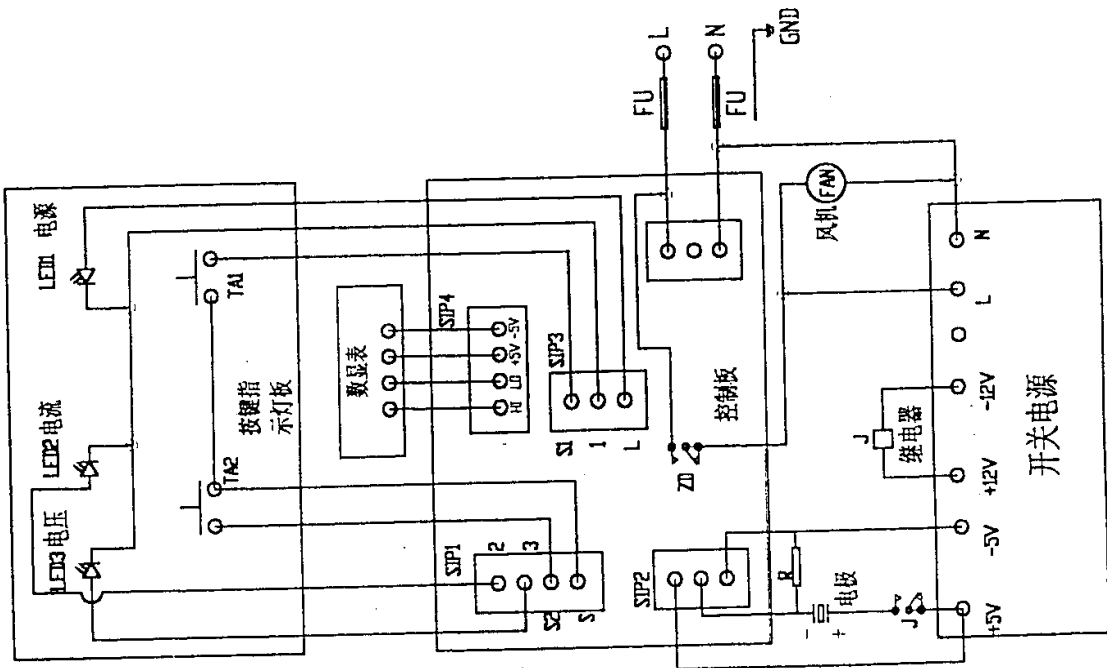 LED1 电源
LED2 电流
LED3 电压
TA1
TA2
按键指
示灯板
数显表
SIP4
HI
LO
+5V
-5V
SIP3
S1
1
L
控制板
ZD
SIP1
2
3
S2
S
SIP2
FU
L
FU
N
GND
风机
FAN
R
电极
-
+
J
J
继电器
+5V
-5V
+12V
-12V
L
N
开关电源